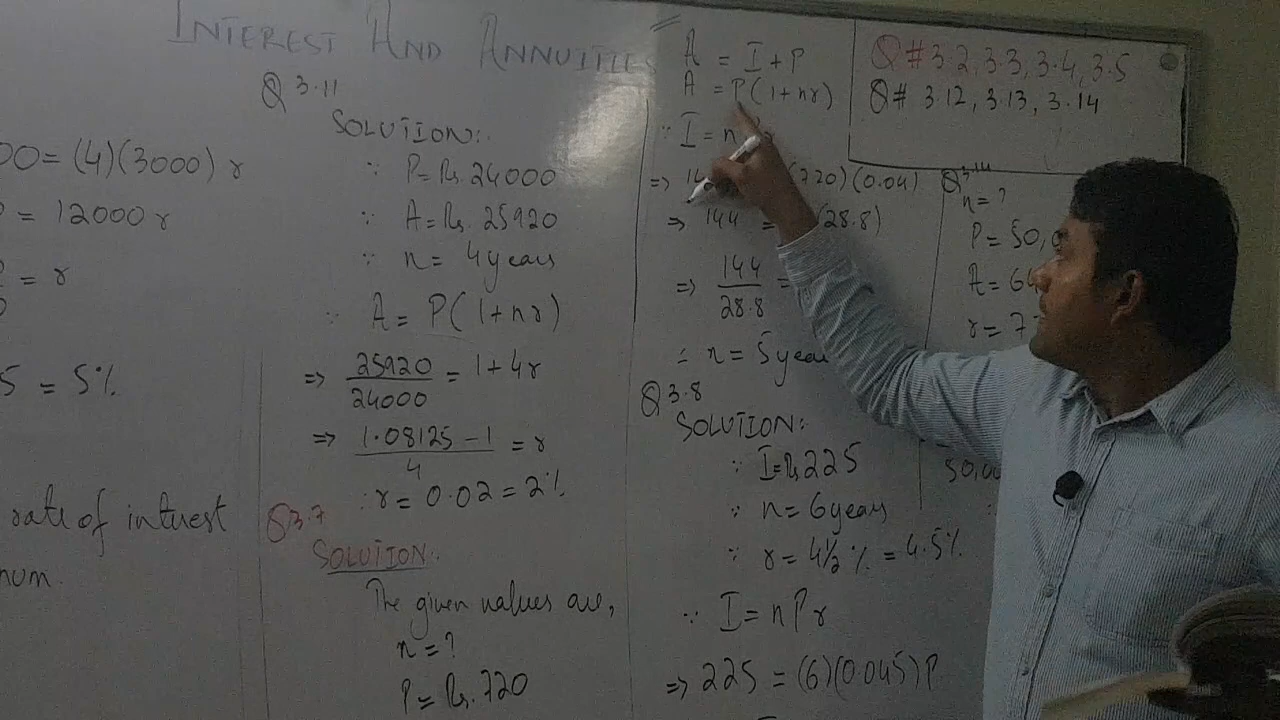 INTEREST AND ANNUITIES
00= (4)(3000) r
= 12000 r
= r
5 = 5%
rate of interest
num.
Q 3.11
SOLUTION:.
∵ P= Rs. 24000
∵ A= Rs. 25920
∵ n= 4 years
∵ A= P( 1+nr)
=> 25920/24000 = 1+4r
=> 1.08125-1/4 = r
∴ r= 0.02 = 2%
Q 3.7
SOLUTION:.
The given values are,
n=?
P= Rs. 720
A = I+P
A = P(1+nr)
∵ I= n
=> (720)(0.04)
=> 144 = (28.8)
=> 144/28.8 =
∴ n= 5 years
Q 3.8
SOLUTION:
∵ I=Rs 225
∵ n= 6 years
∵ r= 4½ % = 4.5%
∵ I= nPr
=> 225 = (6)(0.045)P
Q# 3.2, 3.3, 3.4, 3.5
Q# 3.12, 3.13, 3.14
Q 3.14
n=?
P= 50,0
A= 6
r= 7
50,00